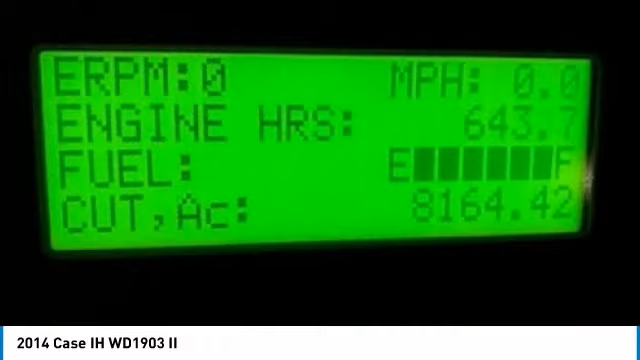 ERPM:0 MPH: 0.0
ENGINE HRS: 643.7
FUEL: E F
CUT,Ac: 8164.42
2014 Case IH WD1903 II